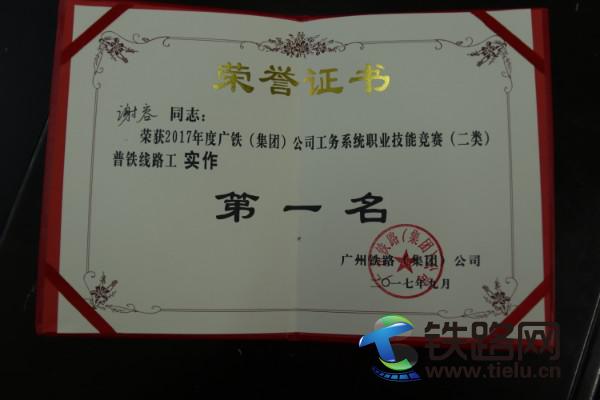 荣誉证书
谢容 同志：
荣获2017年度广铁（集团）公司工务系统职业技能竞赛（二类）
普铁线路工 实作
第一名
广州铁路（集团）公司
二〇一七年九月
铁路网
www.tielu.cn